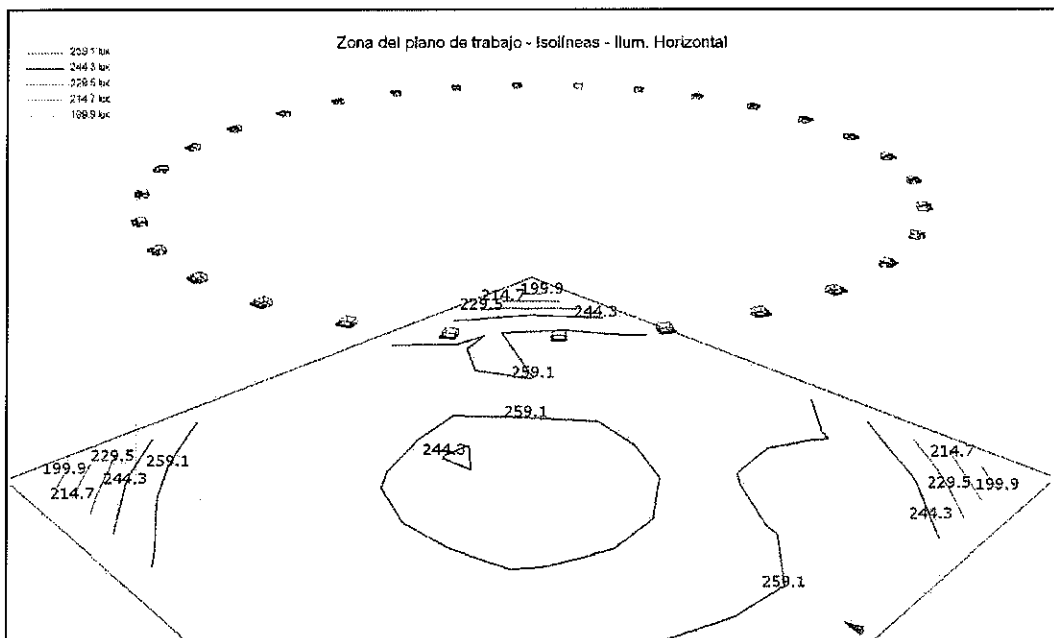 Zona del plano de trabajo - Isolíneas - Ilum. Horizontal
259.1 lux
244.3 lux
229.5 lux
214.7 lux
199.9 lux
199.9
214.7
229.5
244.3
259.1
259.1
244.3
259.1
229.5
199.9
214.7
244.3
214.7
229.5
199.9
244.3
259.1